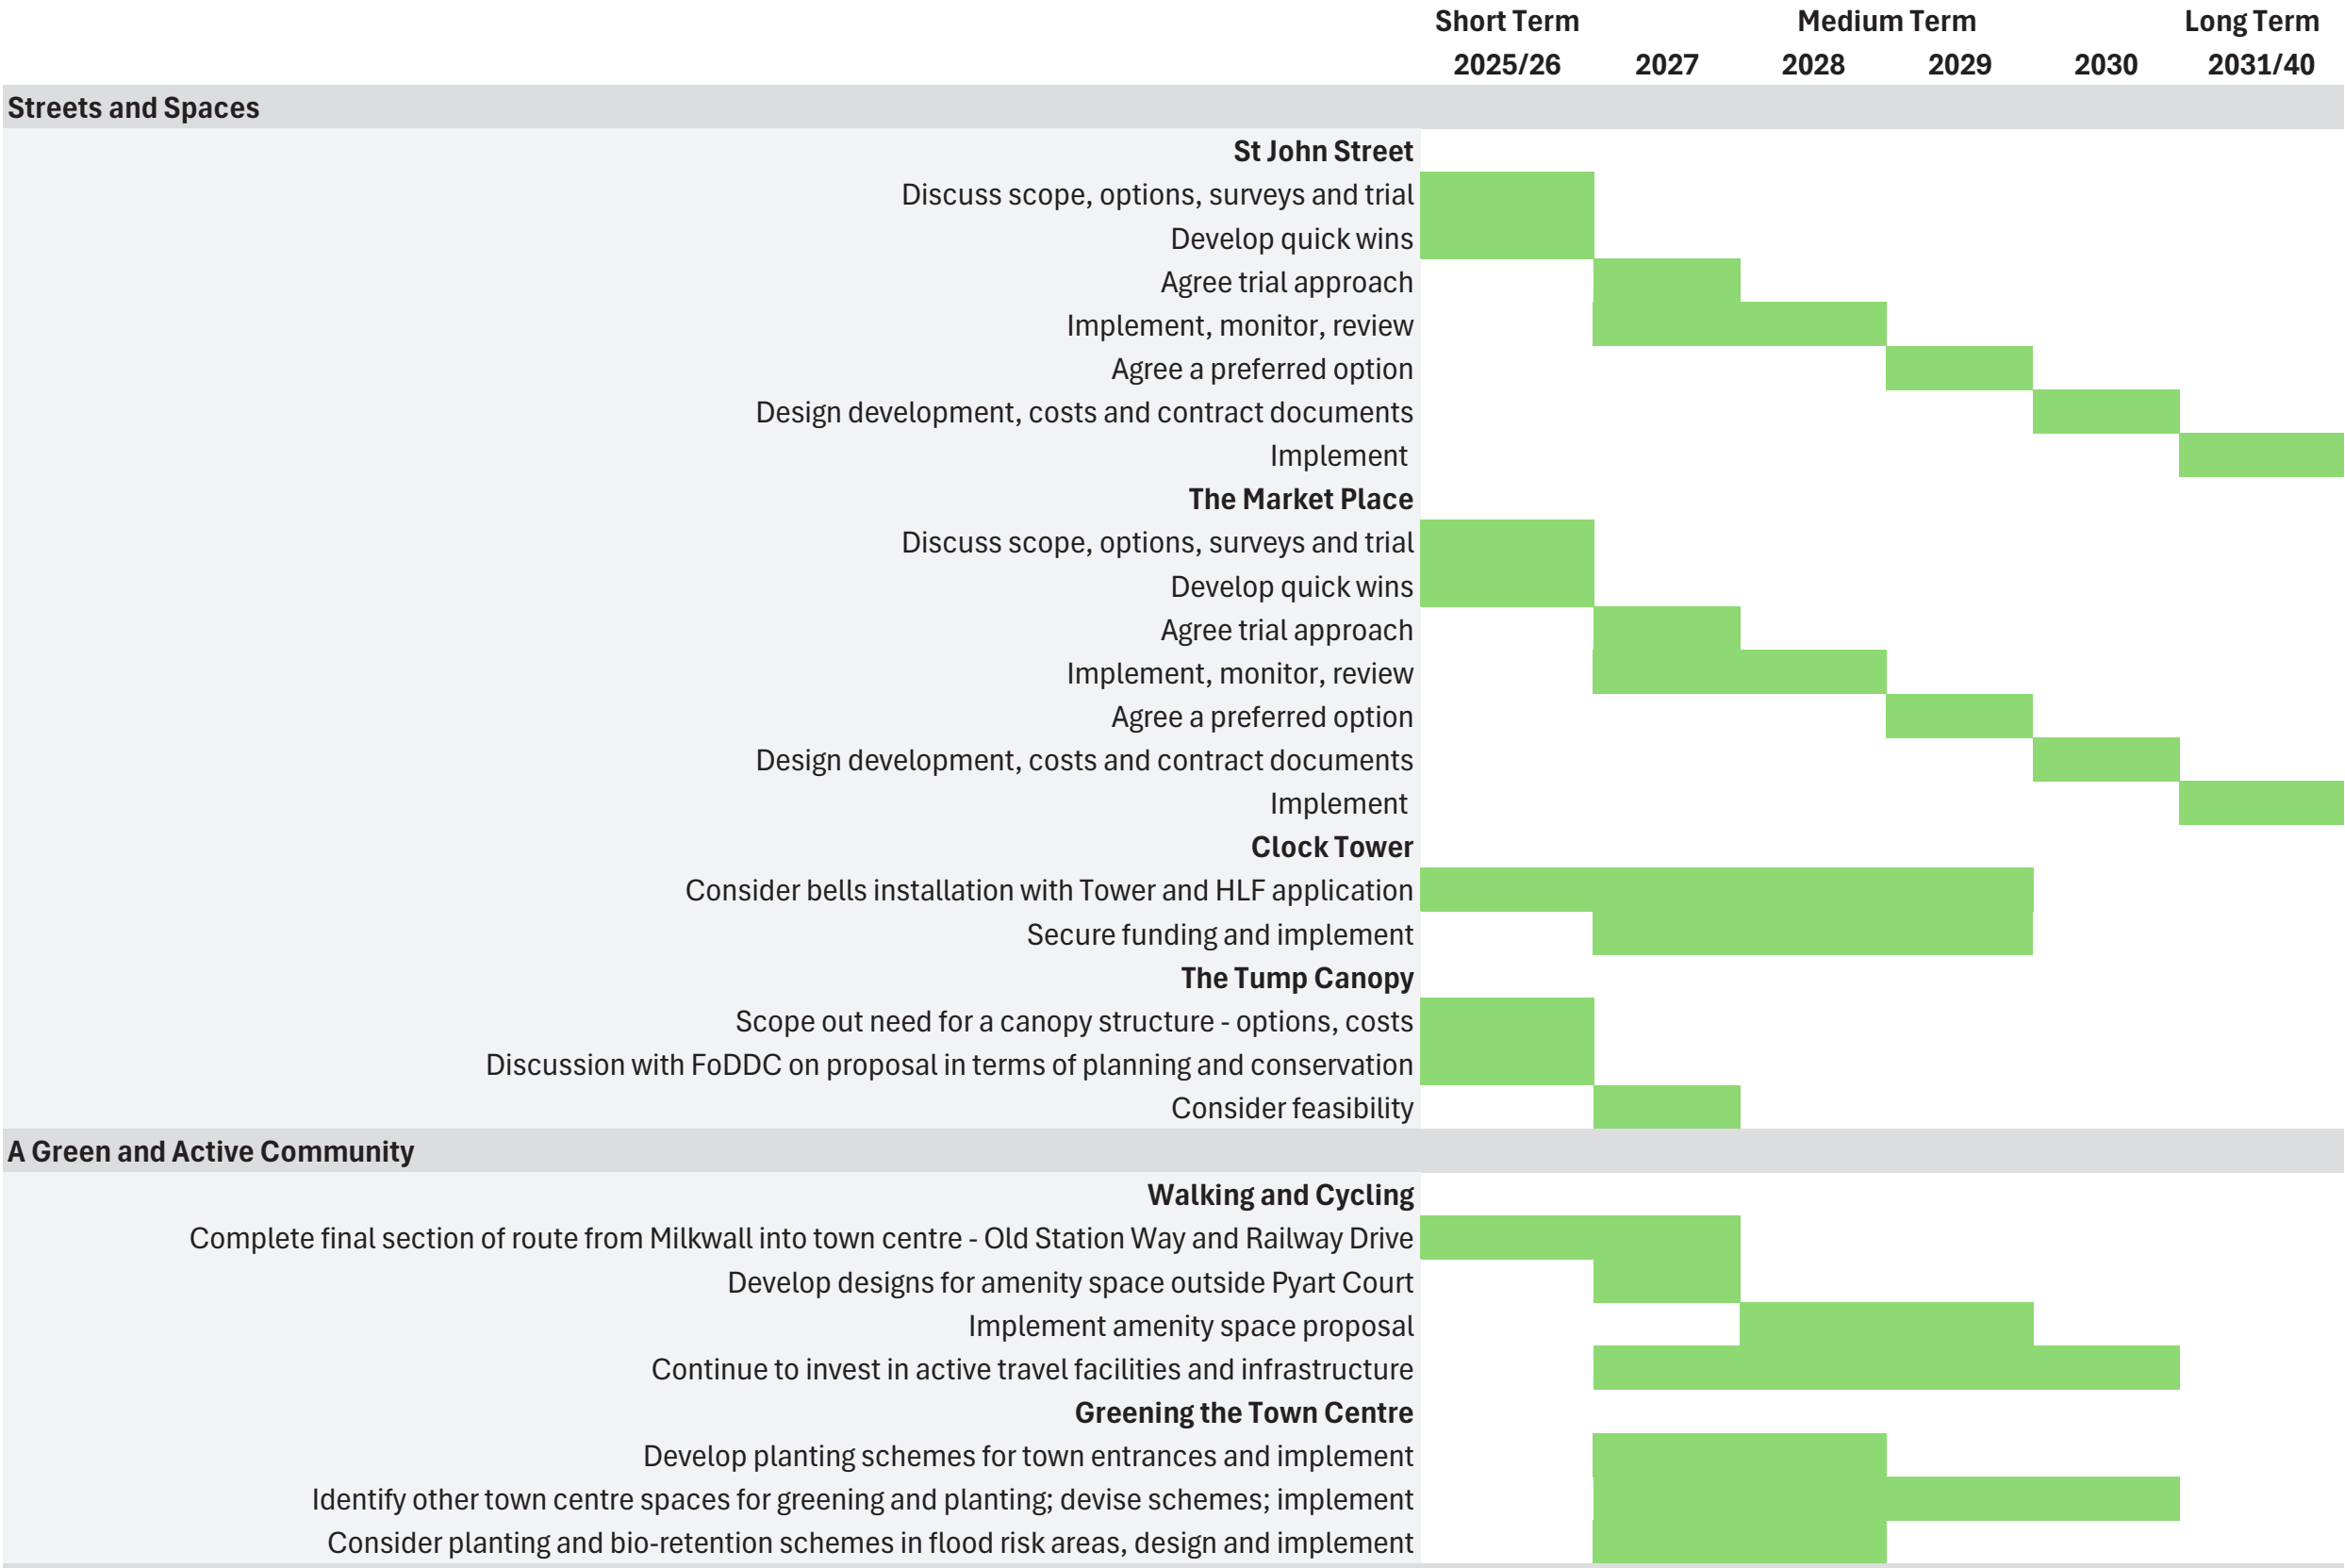 Short Term Medium Term Long Term
2025/26 2027 2028 2029 2030 2031/40
Streets and Spaces
St John Street
Discuss scope, options, surveys and trial
Develop quick wins
Agree trial approach
Implement, monitor, review
Agree a preferred option
Design development, costs and contract documents
Implement
The Market Place
Discuss scope, options, surveys and trial
Develop quick wins
Agree trial approach
Implement, monitor, review
Agree a preferred option
Design development, costs and contract documents
Implement
Clock Tower
Consider bells installation with Tower and HLF application
Secure funding and implement
The Tump Canopy
Scope out need for a canopy structure - options, costs
Discussion with FoDDC on proposal in terms of planning and conservation
Consider feasibility
A Green and Active Community
Walking and Cycling
Complete final section of route from Milkwall into town centre - Old Station Way and Railway Drive
Develop designs for amenity space outside Pyart Court
Implement amenity space proposal
Continue to invest in active travel facilities and infrastructure
Greening the Town Centre
Develop planting schemes for town entrances and implement
Identify other town centre spaces for greening and planting; devise schemes; implement
Consider planting and bio-retention schemes in flood risk areas, design and implement